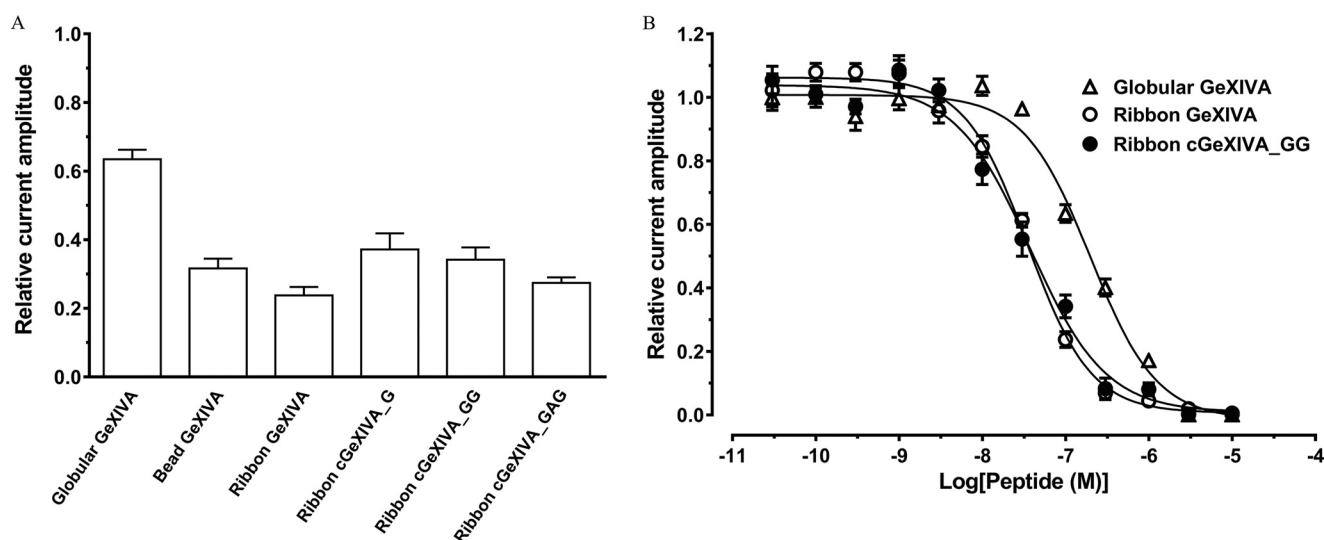 A
Relative current amplitude
1.0
0.8
0.6
0.4
0.2
0.0
Globular GeXIVA
Bead GeXIVA
Ribbon GeXIVA
Ribbon cGeXIVA_G
Ribbon cGeXIVA_GG
Ribbon cGeXIVA_GAG
B
Relative current amplitude
1.2
1.0
0.8
0.6
0.4
0.2
0.0
Globular GeXIVA
Ribbon GeXIVA
Ribbon cGeXIVA_GG
-11 -10 -9 -8 -7 -6 -5 -4
Log[Peptide (M)]